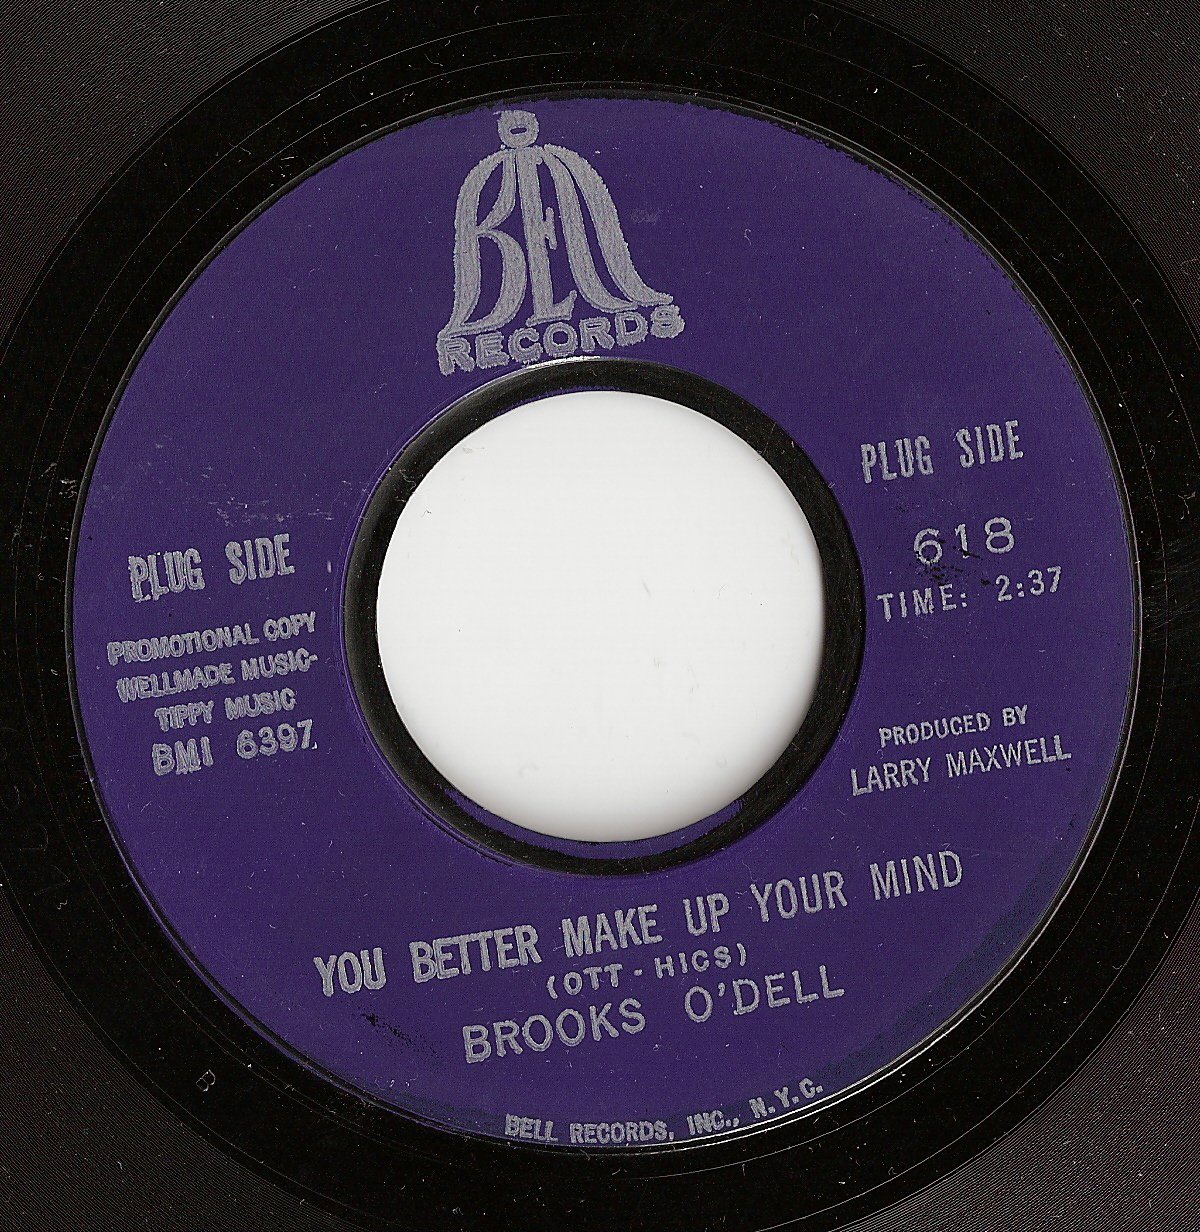 BELL
RECORDS
PLUG SIDE
618
TIME: 2:37
PLUG SIDE
PROMOTIONAL COPY
WELLMADE MUSIC-
TIPPY MUSIC
BMI 6397
PRODUCED BY
LARRY MAXWELL
YOU BETTER MAKE UP YOUR MIND
(OTT-HICS)
BROOKS O'DELL
BELL RECORDS, INC., N.Y.C.
B